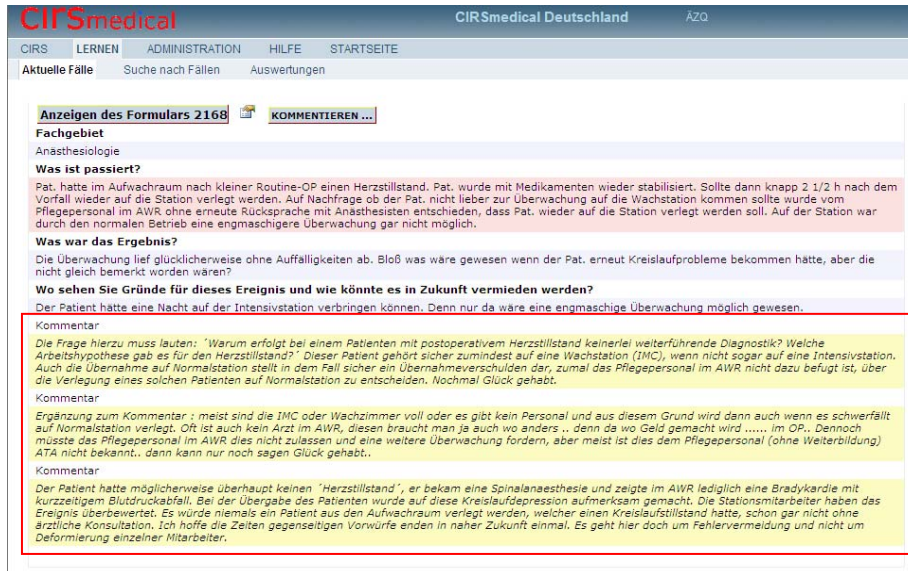 CIRSmedical CIRSmedical Deutschland ÄZQ
CIRS LERNEN ADMINISTRATION HILFE STARTSEITE
Aktuelle Fälle Suche nach Fällen Auswertungen
Anzeigen des Formulars 2168 KOMMENTIEREN ...
Fachgebiet
Anästhesiologie
Was ist passiert?
Pat. hatte im Aufwachraum nach kleiner Routine-OP einen Herzstillstand. Pat. wurde mit Medikamenten wieder stabilisiert. Sollte dann knapp 2 1/2 h nach dem
Vorfall wieder auf die Station verlegt werden. Auf Nachfrage ob der Pat. nicht lieber zur Überwachung auf die Wachstation kommen sollte wurde vom
Pflegepersonal im AWR ohne erneute Rücksprache mit Anästhesisten entschieden, dass Pat. wieder auf die Station verlegt werden soll. Auf der Station war
durch den normalen Betrieb eine engmaschigere Überwachung gar nicht möglich.
Was war das Ergebnis?
Die Überwachung lief glücklicherweise ohne Auffälligkeiten ab. Bloß was wäre gewesen wenn der Pat. erneut Kreislaufprobleme bekommen hätte, aber die
nicht gleich bemerkt worden wären?
Wo sehen Sie Gründe für dieses Ereignis und wie könnte es in Zukunft vermieden werden?
Der Patient hätte eine Nacht auf der Intensivstation verbringen können. Denn nur da wäre eine engmaschige Überwachung möglich gewesen.
Kommentar
Die Frage hierzu muss lauten: ´Warum erfolgt bei einem Patienten mit postoperativem Herzstillstand keinerlei weiterführende Diagnostik? Welche
Arbeitshypothese gab es für den Herzstillstand?´ Dieser Patient gehört sicher zumindest auf eine Wachstation (IMC), wenn nicht sogar auf eine Intensivstation.
Auch die Übernahme auf Normalstation stellt in dem Fall sicher ein Übernahmeverschulden dar, zumal das Pflegepersonal im AWR nicht dazu befugt ist, über
die Verlegung eines solchen Patienten auf Normalstation zu entscheiden. Nochmal Glück gehabt.
Kommentar
Ergänzung zum Kommentar : meist sind die IMC oder Wachzimmer voll oder es gibt kein Personal und aus diesem Grund wird dann auch wenn es schwerfällt
auf Normalstation verlegt. Oft ist auch kein Arzt im AWR, diesen braucht man ja auch wo anders .. denn da wo Geld gemacht wird ...... im OP.. Dennoch
müsste das Pflegepersonal im AWR dies nicht zulassen und eine weitere Überwachung fordern, aber meist ist dies dem Pflegepersonal (ohne Weiterbildung)
ATA nicht bekannt.. dann kann nur noch sagen Glück gehabt..
Kommentar
Der Patient hatte möglicherweise überhaupt keinen ´Herzstillstand´, er bekam eine Spinalanaesthesie und zeigte im AWR lediglich eine Bradykardie mit
kurzzeitigem Blutdruckabfall. Bei der Übergabe des Patienten wurde auf diese Kreislaufdepression aufmerksam gemacht. Die Stationsmitarbeiter haben das
Ereignis überbewertet. Es würde niemals ein Patient aus den Aufwachraum verlegt werden, welcher einen Kreislaufstillstand hatte, schon gar nicht ohne
ärztliche Konsultation. Ich hoffe die Zeiten gegenseitigen Vorwürfe enden in naher Zukunft einmal. Es geht hier doch um Fehlervermeidung und nicht um
Deformierung einzelner Mitarbeiter.